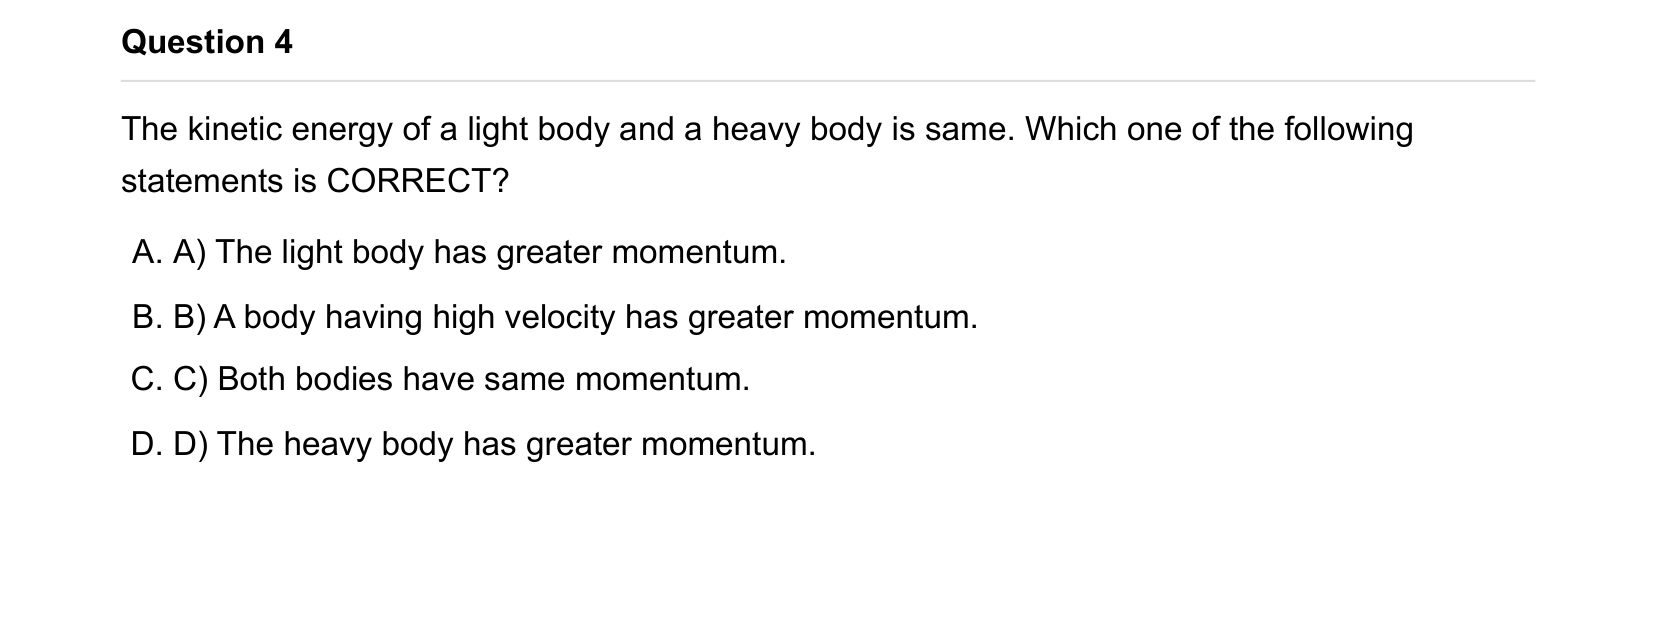 Question 4
The kinetic energy of a light body and a heavy body is same. Which one of the following
statements is CORRECT?
A. A) The light body has greater momentum.
B. B) A body having high velocity has greater momentum.
C. C) Both bodies have same momentum.
D. D) The heavy body has greater momentum.